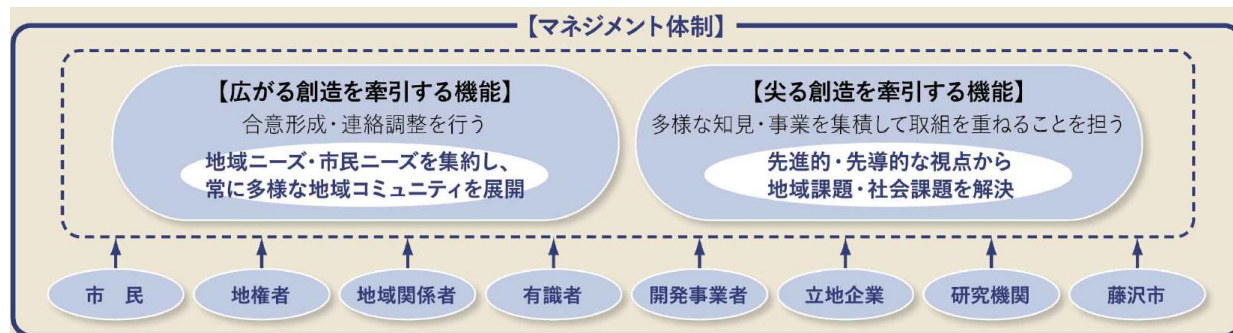 【マネジメント体制】
【広がる創造を牽引する機能】
合意形成・連絡調整を行う
地域ニーズ・市民ニーズを集約し、
常に多様な地域コミュニティを展開
【尖る創造を牽引する機能】
多様な知見・事業を集積して取組を重ねることを担う
先進的・先導的な視点から
地域課題・社会課題を解決
市　民
地権者
地域関係者
有識者
開発事業者
立地企業
研究機関
藤沢市